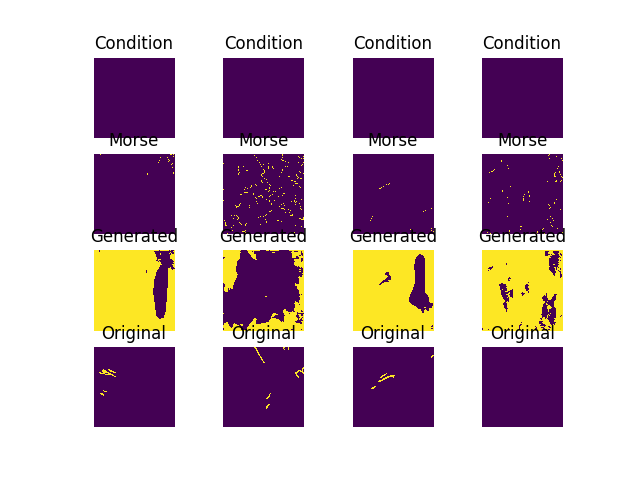 Condition Condition Condition Condition
Morse Morse Morse Morse
Generated Generated Generated Generated
Original Original Original Original